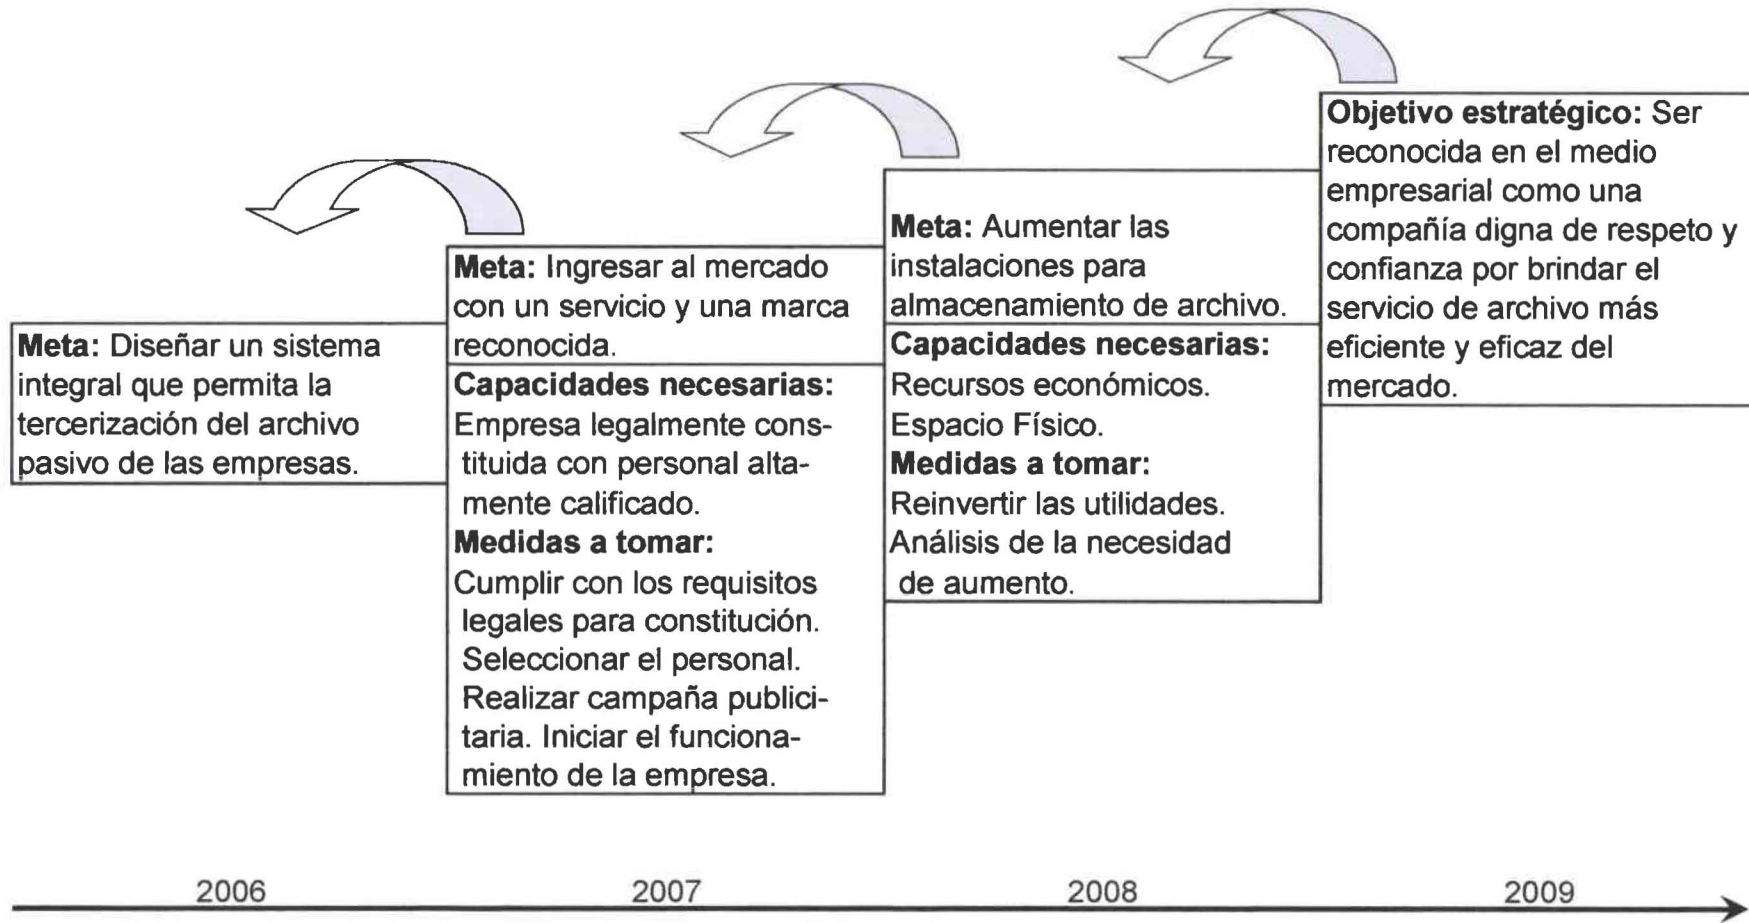 Meta: Diseñar un sistema
integral que permita la
tercerización del archivo
pasivo de las empresas.
Meta: Ingresar al mercado
con un servicio y una marca
reconocida.
Capacidades necesarias:
Empresa legalmente cons-
tituida con personal alta-
mente calificado.
Medidas a tomar:
Cumplir con los requisitos
legales para constitución.
Seleccionar el personal.
Realizar campaña publici-
taria. Iniciar el funciona-
miento de la empresa.
Meta: Aumentar las
instalaciones para
almacenamiento de archivo.
Capacidades necesarias:
Recursos económicos.
Espacio Físico.
Medidas a tomar:
Reinvertir las utilidades.
Análisis de la necesidad
de aumento.
Objetivo estratégico: Ser
reconocida en el medio
empresarial como una
compañía digna de respeto y
confianza por brindar el
servicio de archivo más
eficiente y eficaz del
mercado.
2006
2007
2008
2009